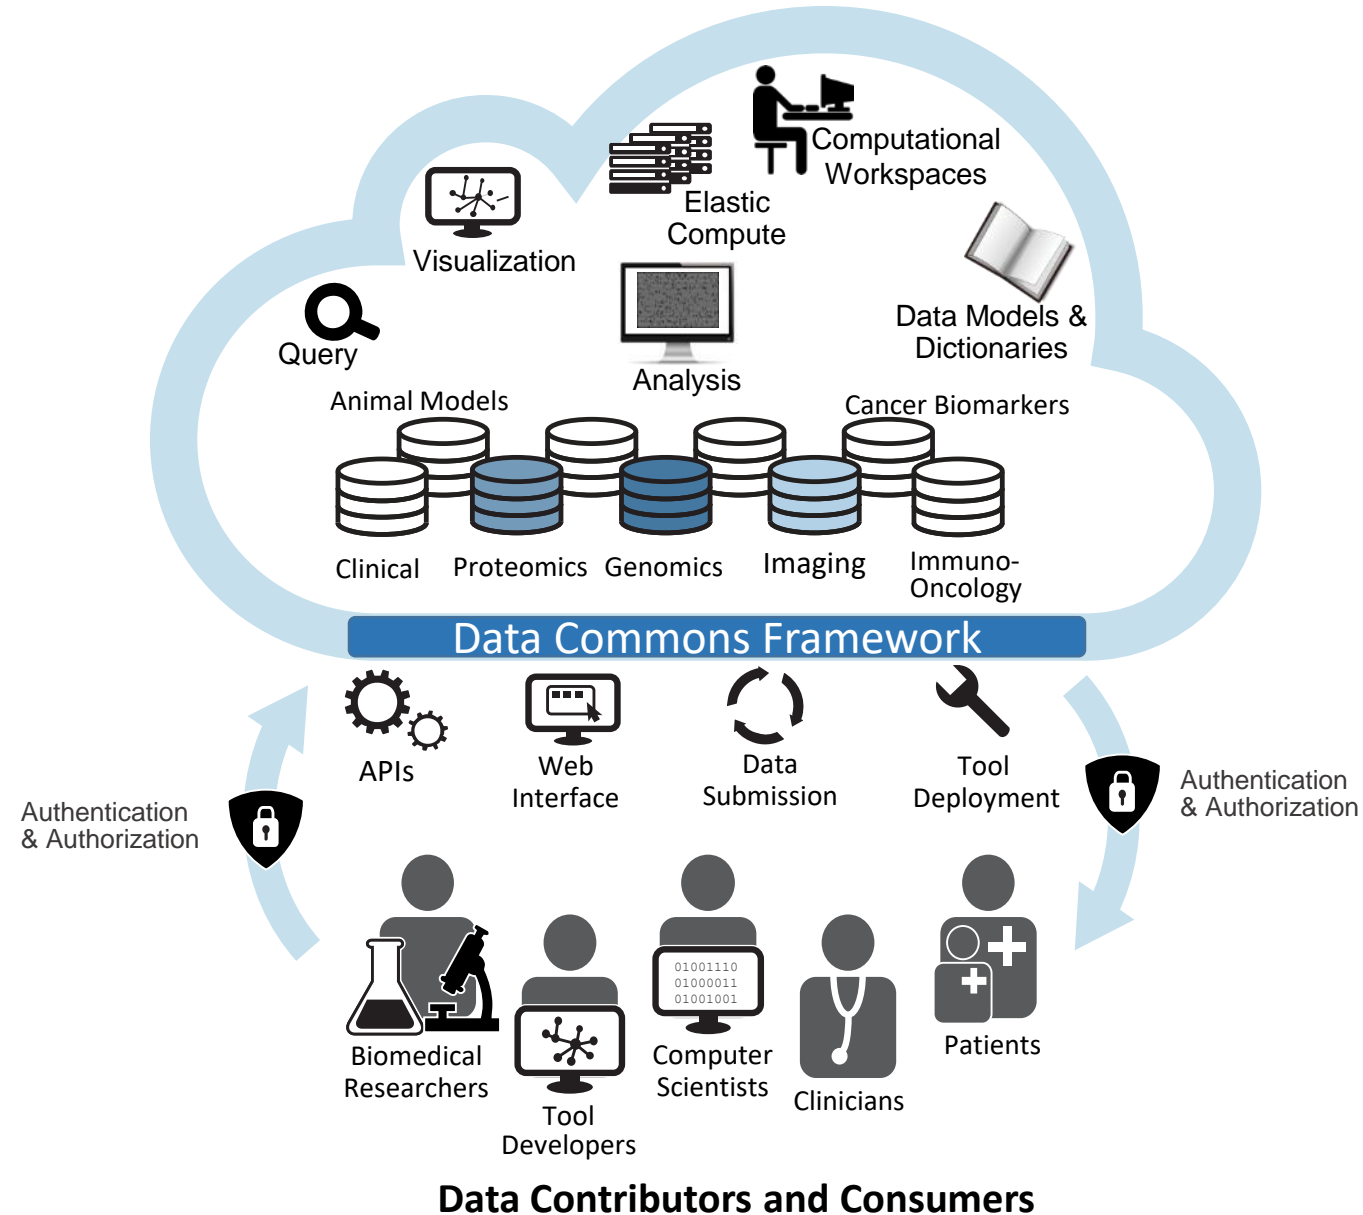 Computational
Workspaces
Elastic
Compute
Visualization
Data Models &
Dictionaries
Query
Analysis
Animal Models
Cancer Biomarkers
Clinical
Proteomics
Genomics
Imaging
Immuno-
Oncology
Data Commons Framework
APIs
Web
Interface
Data
Submission
Tool
Deployment
Authentication
& Authorization
Authentication
& Authorization
01001110
01000011
01001001
Biomedical
Researchers
Tool
Developers
Computer
Scientists
Clinicians
Patients
Data Contributors and Consumers